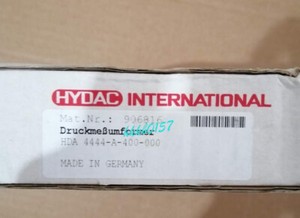 HYDAC INTERNATIONAL
Mat.Nr.: 906816
Druckmeßumformer
HDA 4444-A-400-000
MADE IN GERMANY